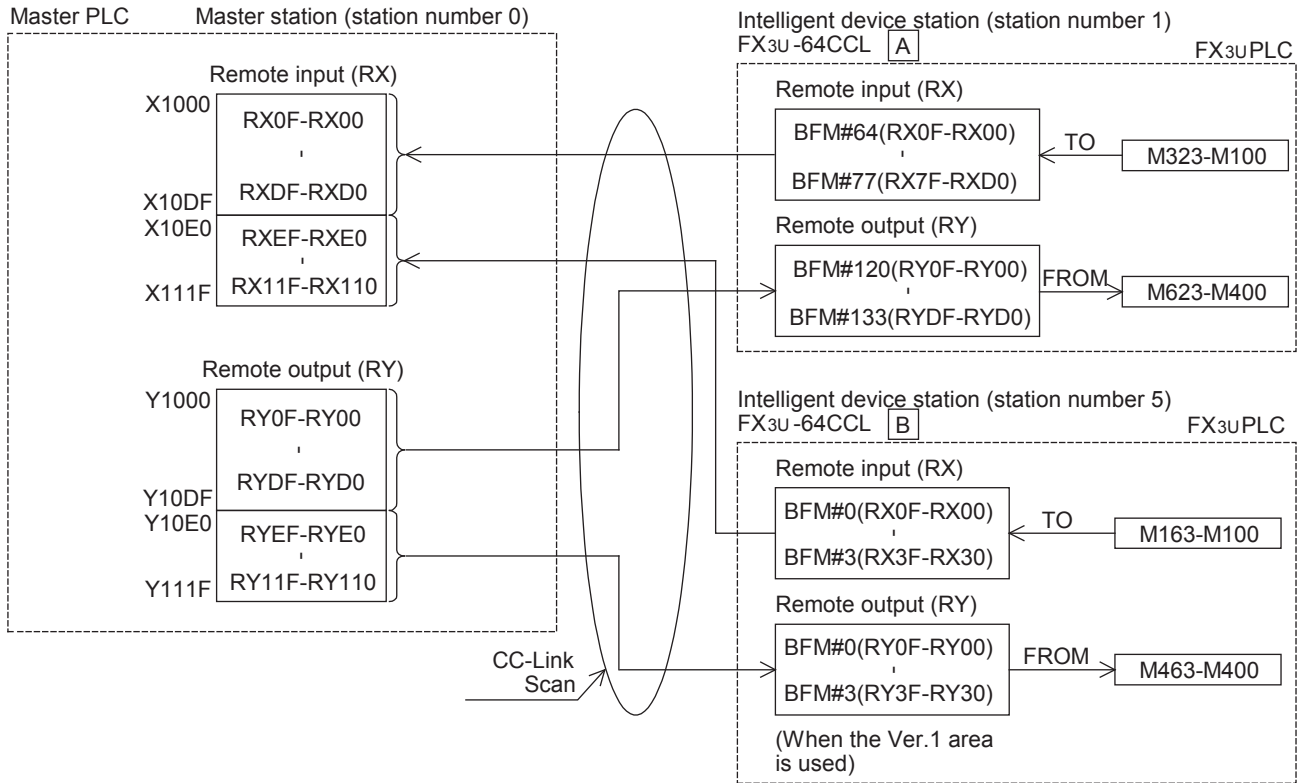 Master PLC Master station (station number 0)
Remote input (RX)
X1000
RX0F-RX00
RXDF-RXD0
X10DF
X10E0
RXEF-RXE0
RX11F-RX110
X111F
Remote output (RY)
Y1000
RY0F-RY00
RYDF-RYD0
Y10DF
Y10E0
RYEF-RYE0
RY11F-RY110
Y111F
CC-Link
Scan
Intelligent device station (station number 1)
FX3U-64CCL A FX3UPLC
Remote input (RX)
BFM#64(RX0F-RX00)
BFM#77(RX7F-RXD0)
TO
M323-M100
Remote output (RY)
BFM#120(RY0F-RY00)
BFM#133(RYDF-RYD0)
FROM
M623-M400
Intelligent device station (station number 5)
FX3U-64CCL B FX3UPLC
Remote input (RX)
BFM#0(RX0F-RX00)
BFM#3(RX3F-RX30)
TO
M163-M100
Remote output (RY)
BFM#0(RY0F-RY00)
BFM#3(RY3F-RY30)
FROM
M463-M400
(When the Ver.1 area
is used)